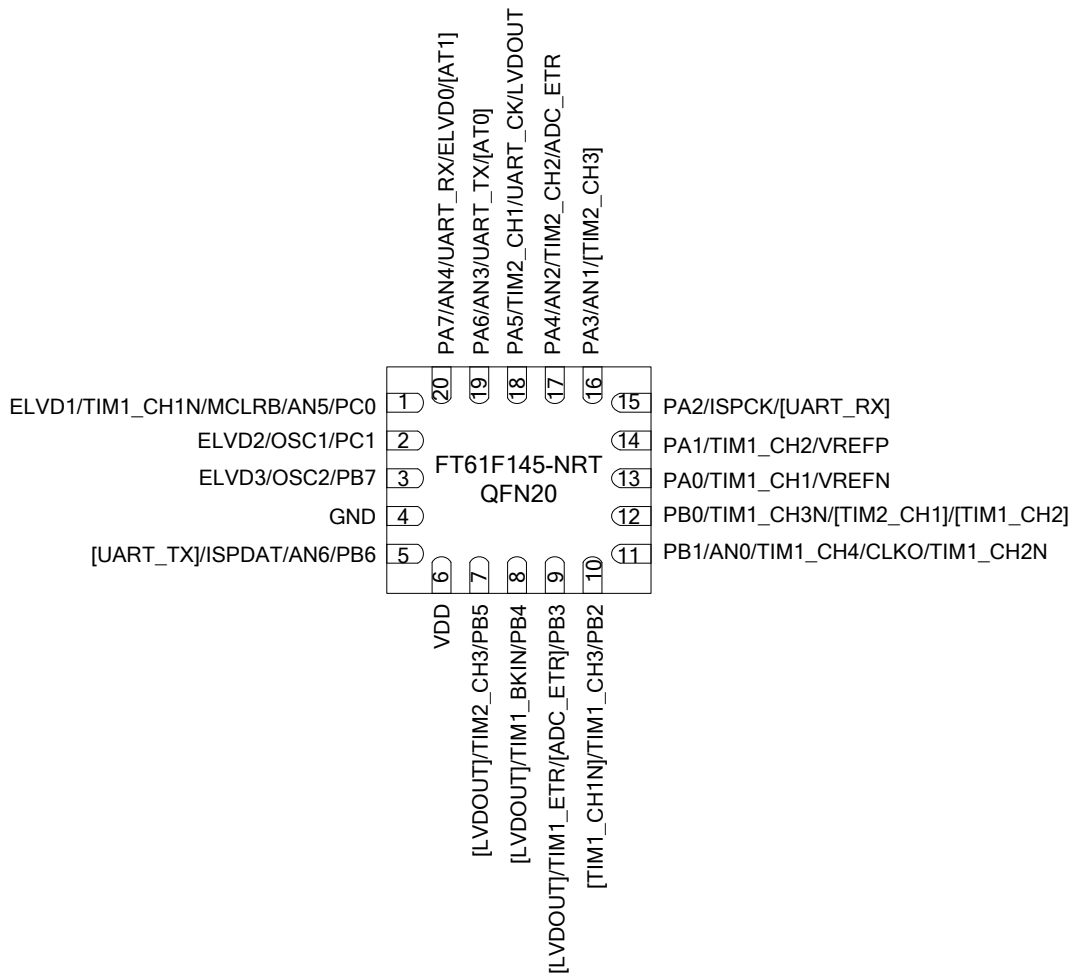 PA7/AN4/UART_RX/ELVD0/[AT1]
PA6/AN3/UART_TX/[AT0]
PA5/TIM2_CH1/UART_CK/LVDOUT
PA4/AN2/TIM2_CH2/ADC_ETR
PA3/AN1/[TIM2_CH3]
20
19
18
17
16
ELVD1/TIM1_CH1N/MCLRB/AN5/PC0 1
ELVD2/OSC1/PC1 2
ELVD3/OSC2/PB7 3
GND 4
[UART_TX]/ISPDAT/AN6/PB6 5
FT61F145-NRT
QFN20
15 PA2/ISPCK/[UART_RX]
14 PA1/TIM1_CH2/VREFP
13 PA0/TIM1_CH1/VREFN
12 PB0/TIM1_CH3N/[TIM2_CH1]/[TIM1_CH2]
11 PB1/AN0/TIM1_CH4/CLKO/TIM1_CH2N
6
7
8
9
10
VDD
[LVDOUT]/TIM2_CH3/PB5
[LVDOUT]/TIM1_BKIN/PB4
[LVDOUT]/TIM1_ETR/[ADC_ETR]/PB3
[TIM1_CH1N]/TIM1_CH3/PB2